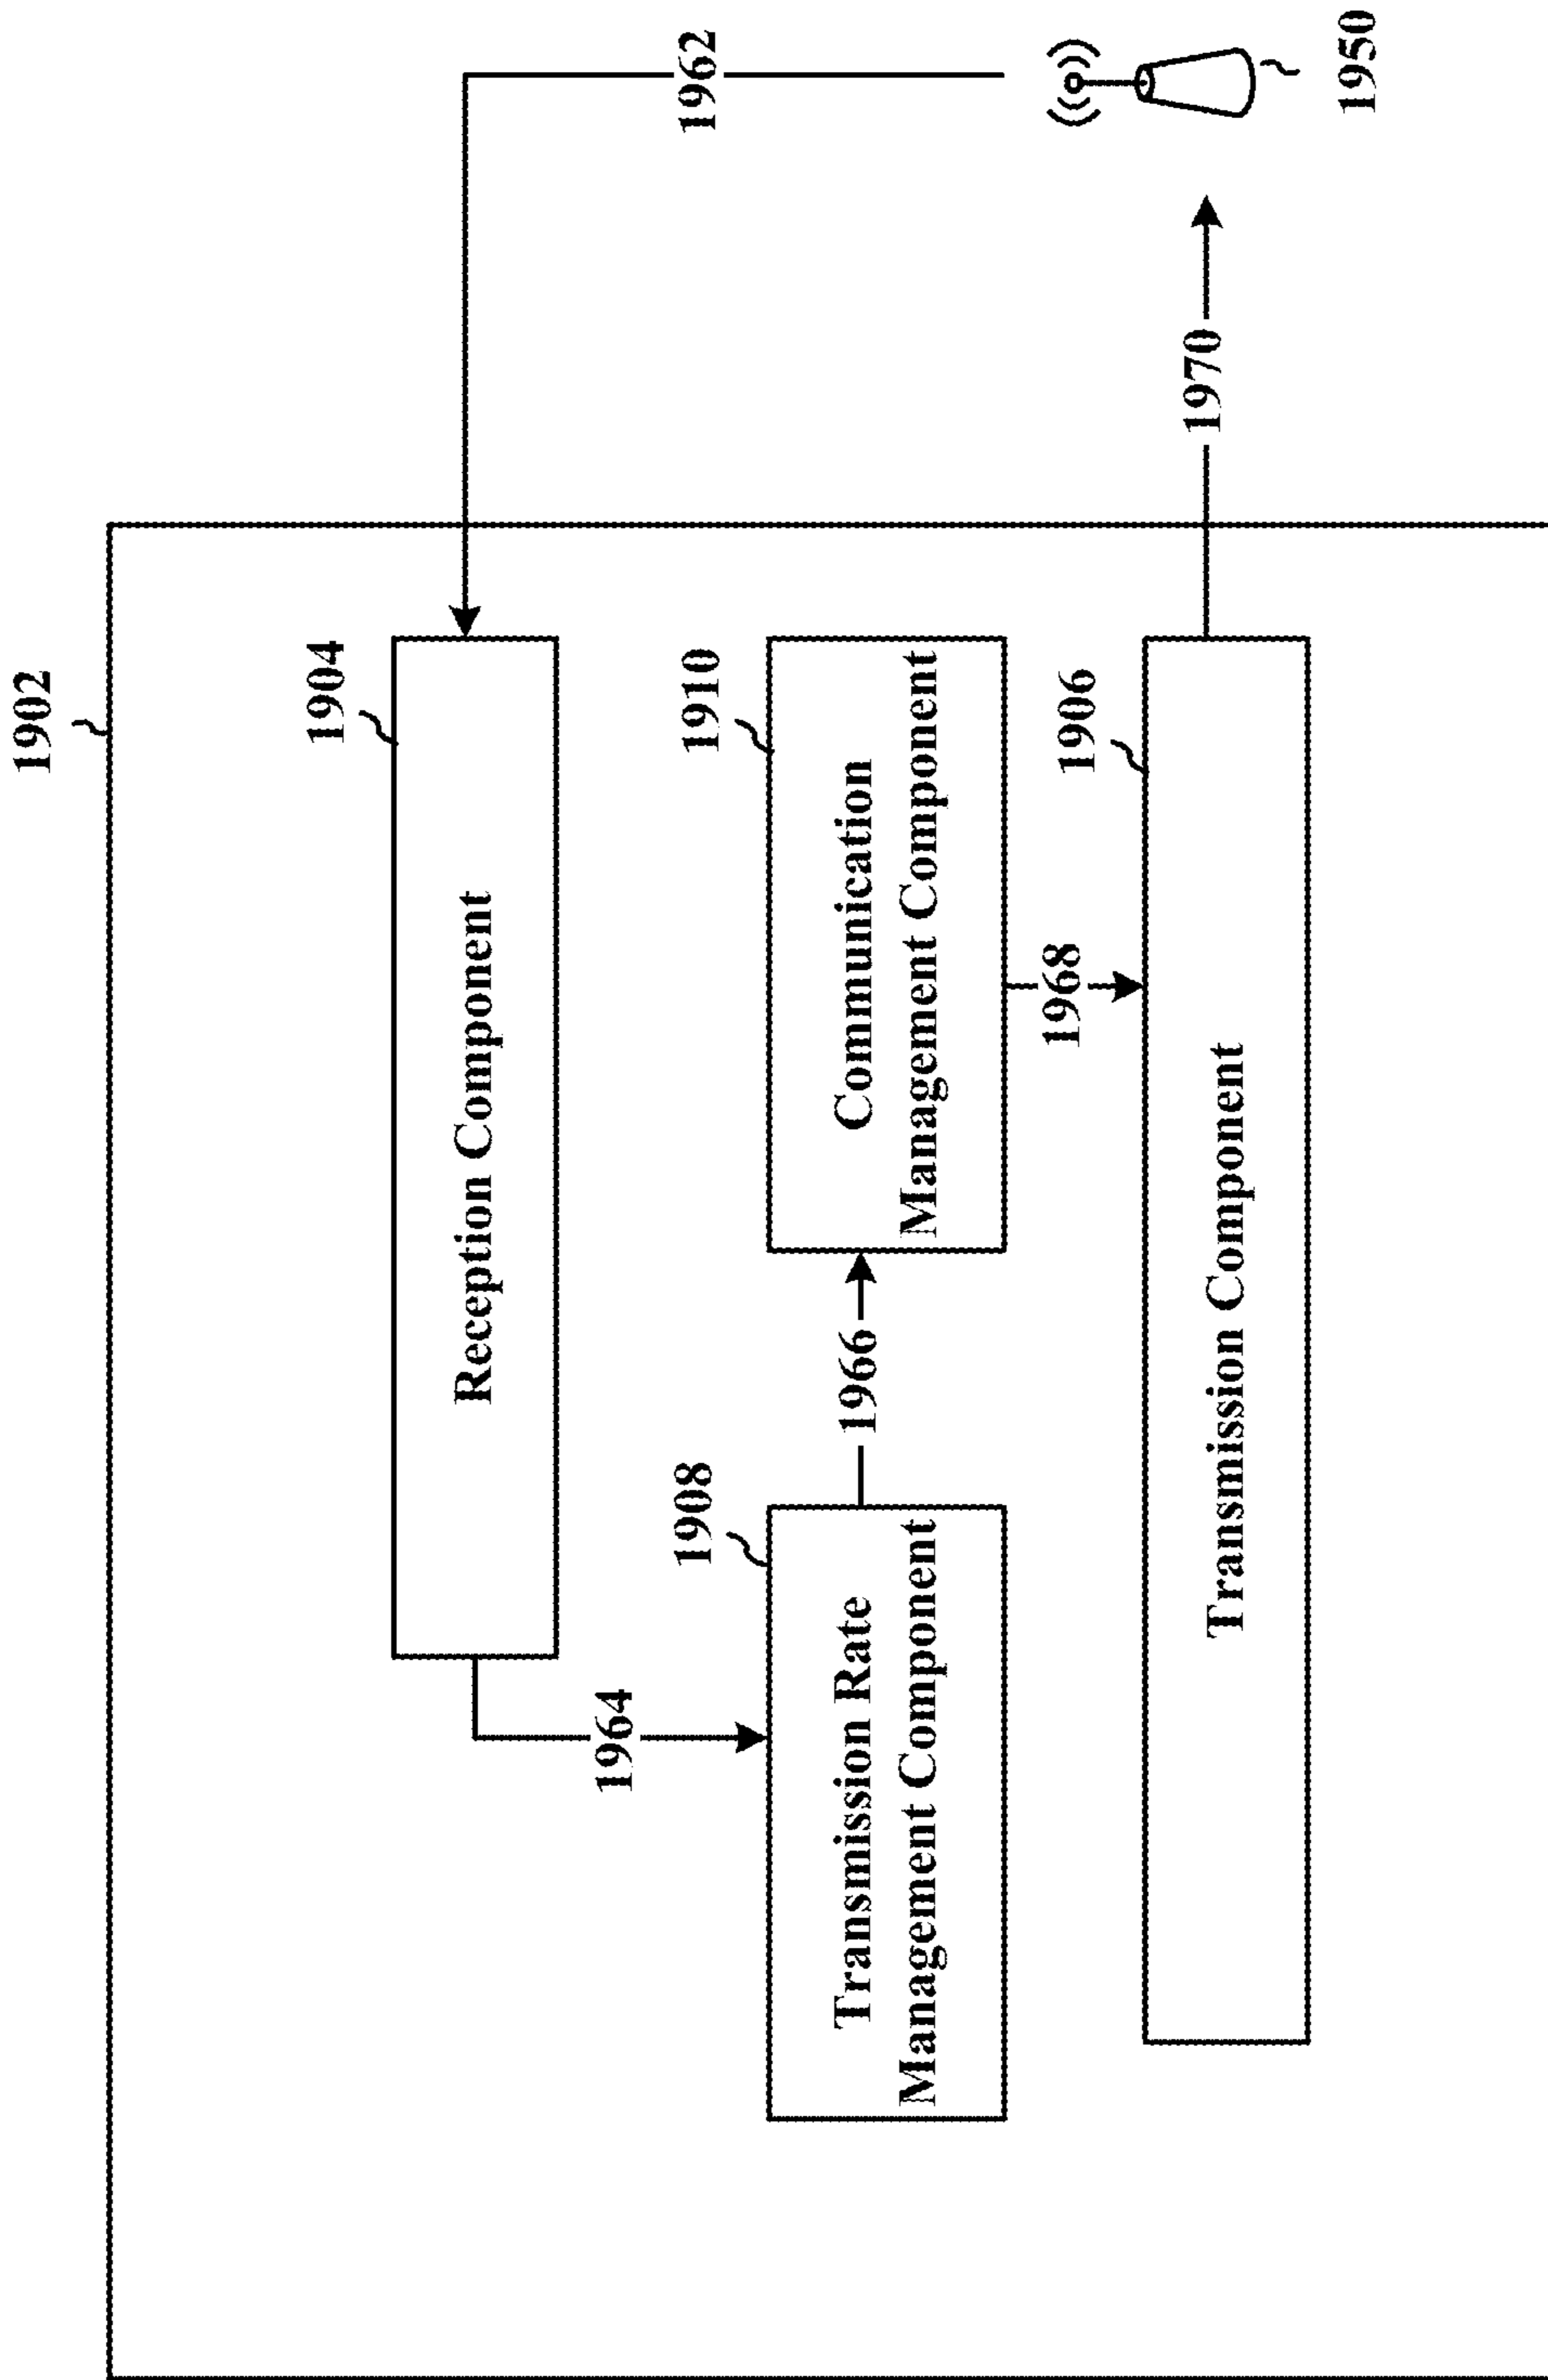 1902
1904
Reception Component
1962
1964
1908
Transmission Rate
Management Component
1966
1910
Communication
Management Component
1968
1906
Transmission Component
1970
1950